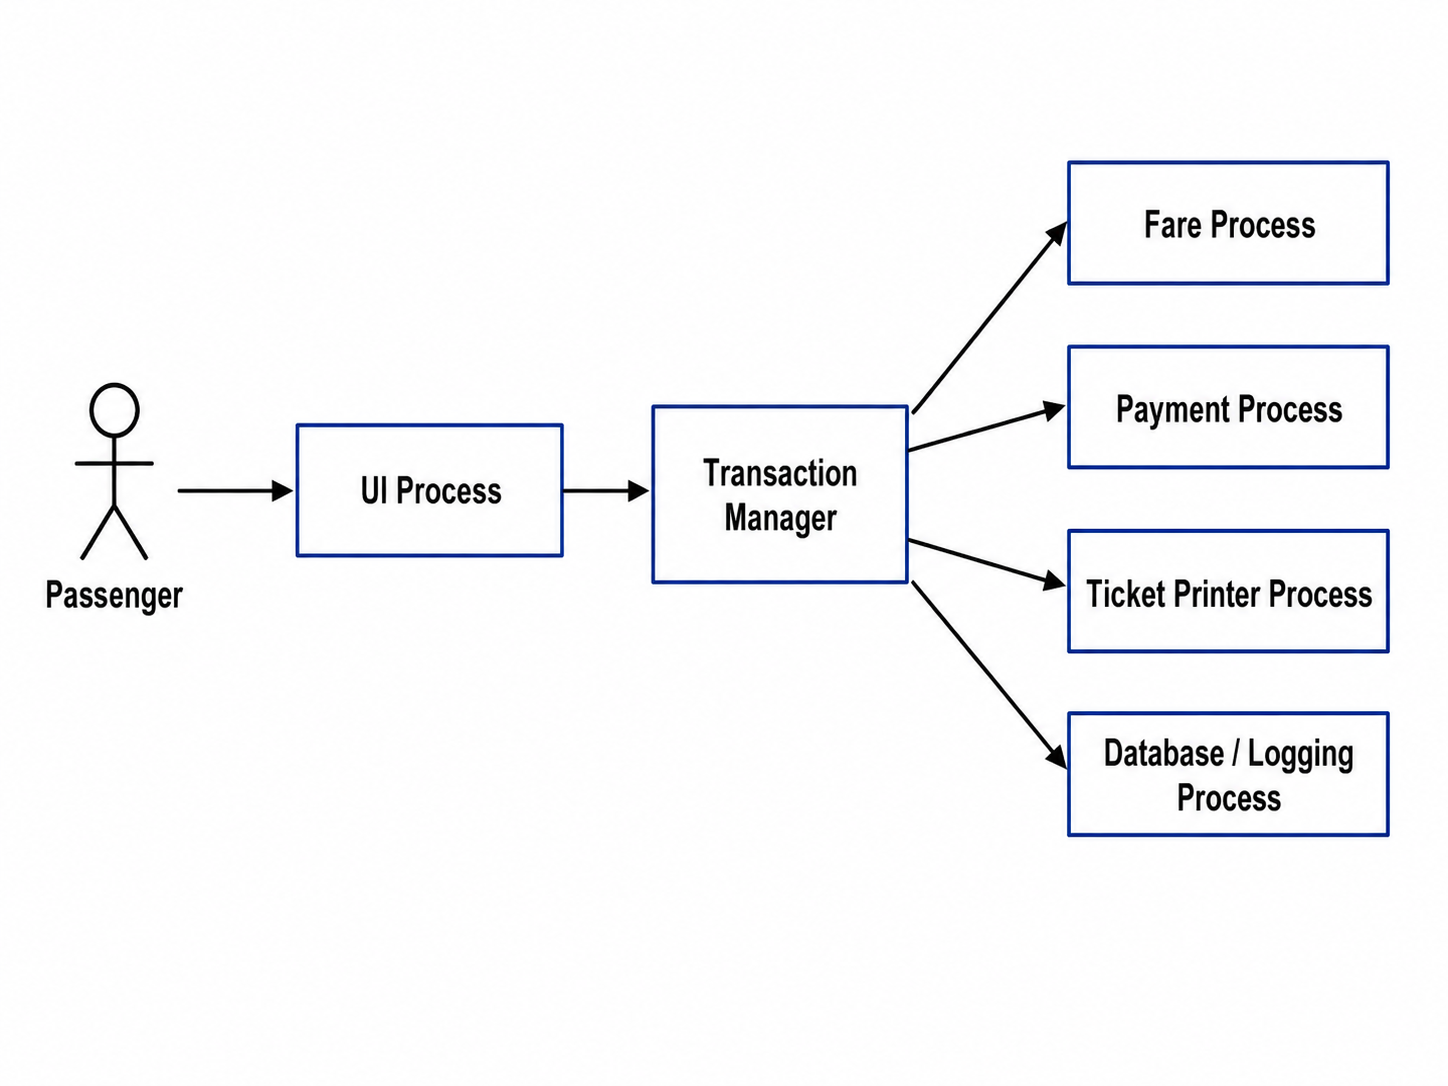 Passenger
UI Process
Transaction
Manager
Fare Process
Payment Process
Ticket Printer Process
Database / Logging
Process